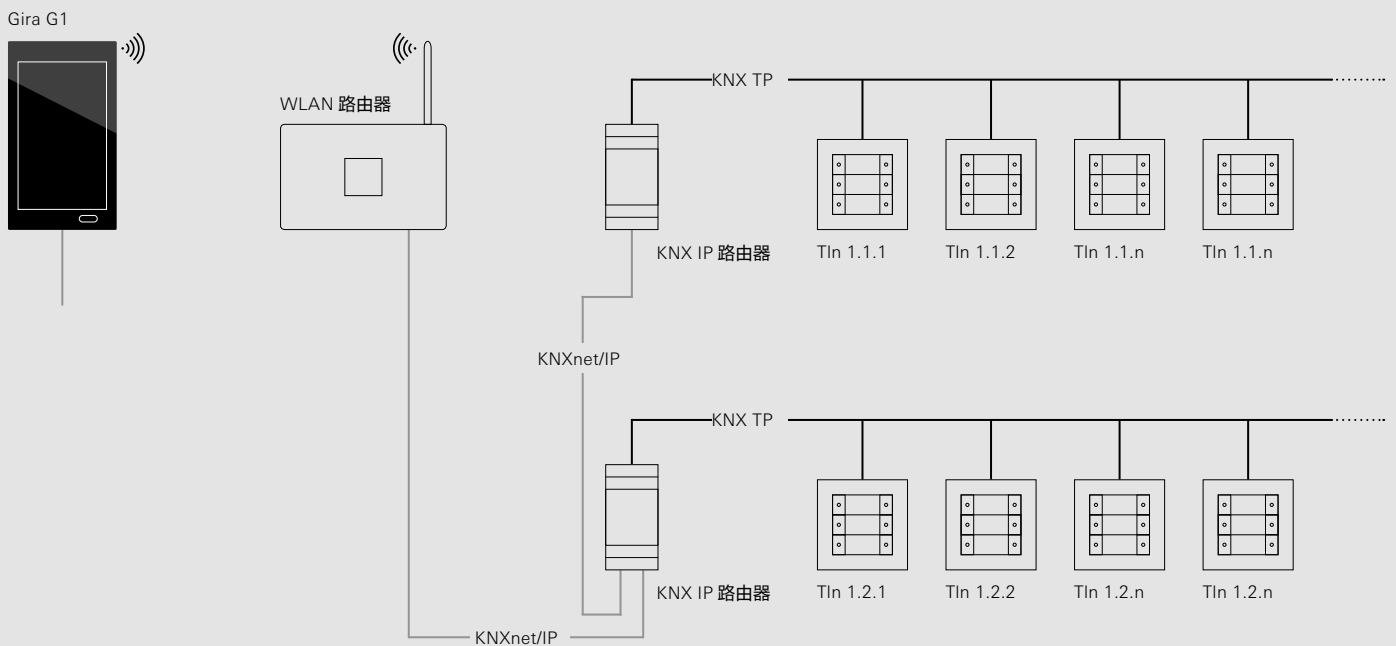 Gira G1
WLAN 路由器
KNX TP
KNX IP 路由器
Tln 1.1.1
Tln 1.1.2
Tln 1.1.n
Tln 1.1.n
KNXnet/IP
KNX TP
KNX IP 路由器
Tln 1.2.1
Tln 1.2.2
Tln 1.2.n
Tln 1.2.n
KNXnet/IP